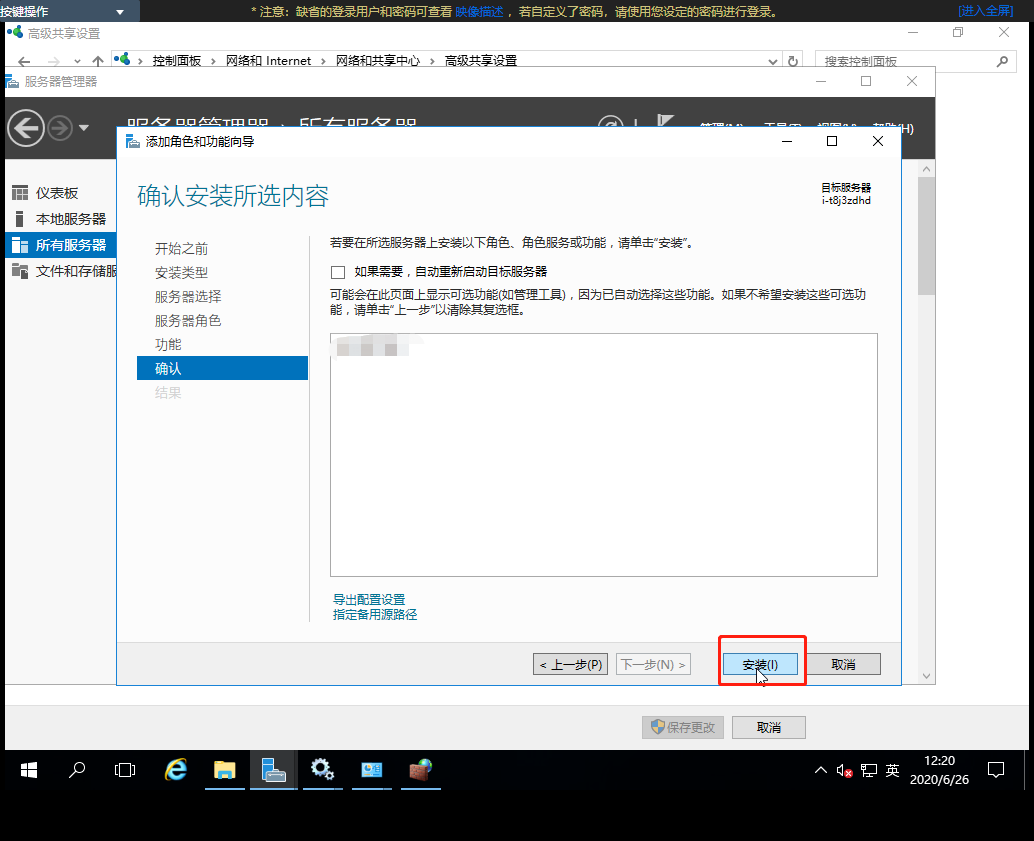 按键操作
* 注意：缺省的登录用户和密码可查看 映像描述 ，若自定义了密码，请使用您设定的密码进行登录。
[进入全屏]
高级共享设置
控制面板 › 网络和 Internet › 网络和共享中心 › 高级共享设置
搜索控制面板
服务器管理器
服务器管理器 · 所有服务器
管理(M) 工具(T) 视图(V) 帮助(H)
添加角色和功能向导
仪表板
本地服务器
所有服务器
文件和存储服
确认安装所选内容
目标服务器
i-t8j3zdhd
开始之前
安装类型
服务器选择
服务器角色
功能
确认
结果
若要在所选服务器上安装以下角色、角色服务或功能，请单击“安装”。
如果需要，自动重新启动目标服务器
可能会在此页面上显示可选功能(如管理工具)，因为已自动选择这些功能。如果不希望安装这些可选功
能，请单击“上一步”以清除其复选框。
导出配置设置
指定备用源路径
< 上一步(P)
下一步(N) >
安装(I)
取消
保存更改
取消
英
12:20
2020/6/26